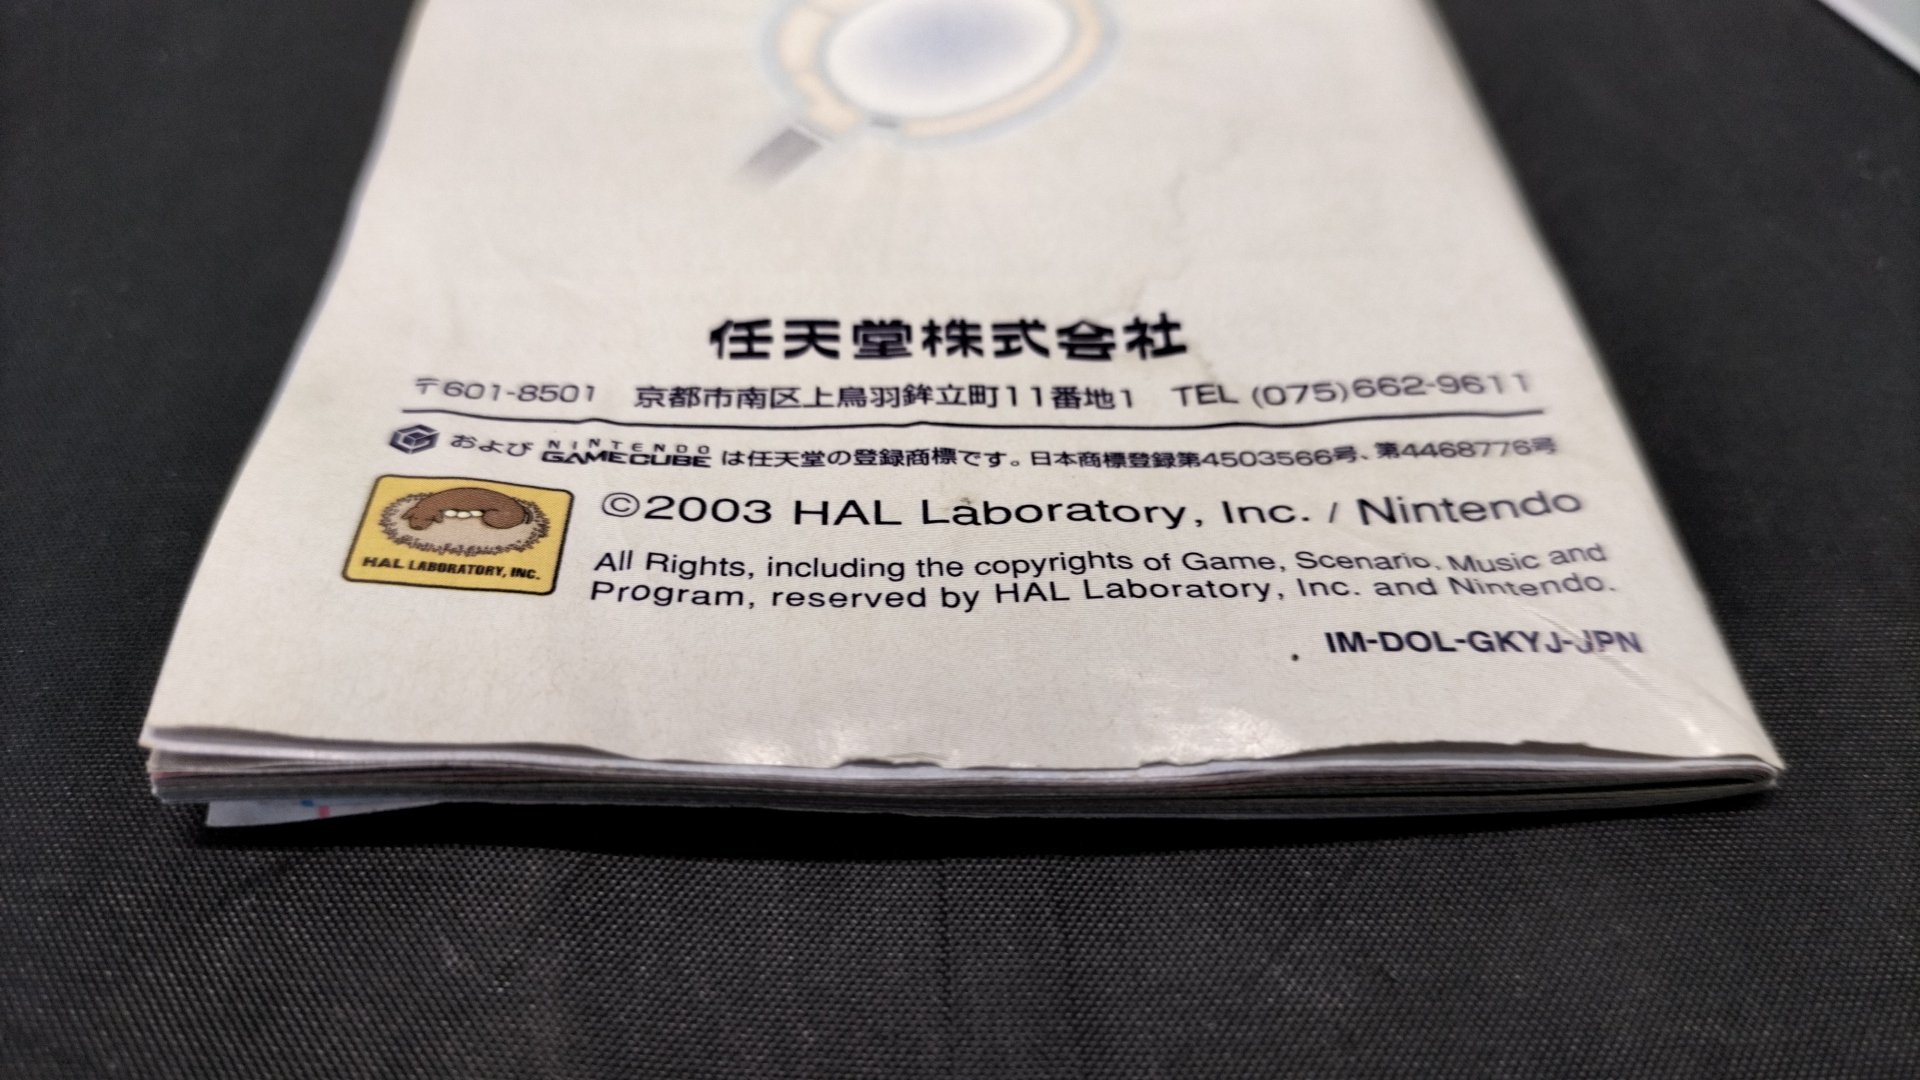 任天堂株式会社
〒601-8501 京都市南区上鳥羽鉾立町11番地1 TEL (075)662-9611
および NINTENDO GAMECUBE は任天堂の登録商標です。日本商標登録第4503566号、第4468776号
©2003 HAL Laboratory, Inc. / Nintendo
HAL LABORATORY, INC.
All Rights, including the copyrights of Game, Scenario, Music and
Program, reserved by HAL Laboratory, Inc. and Nintendo.
IM-DOL-GKYJ-JPN